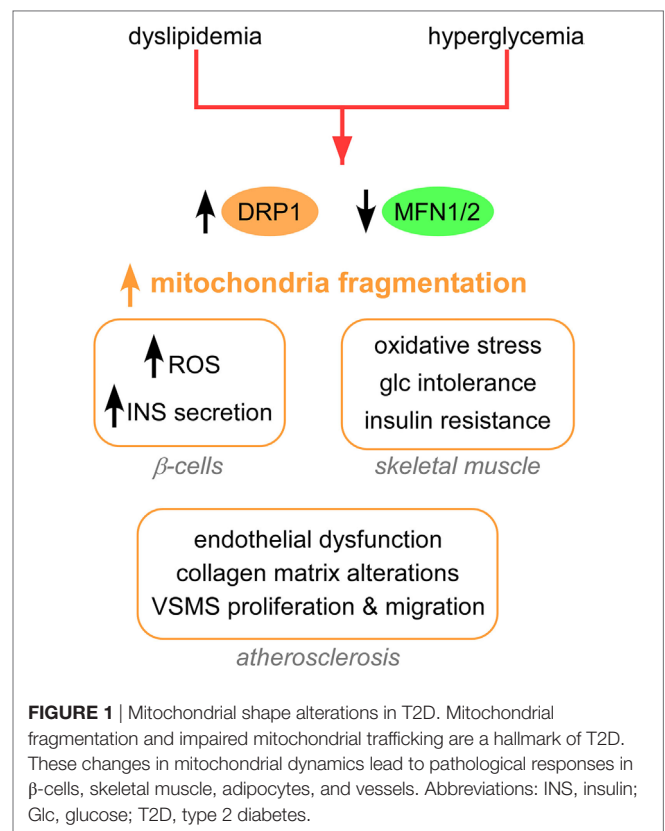 dyslipidemia hyperglycemia
DRP1 MFN1/2
mitochondria fragmentation
ROS
INS secretion
β-cells
oxidative stress
glc intolerance
insulin resistance
skeletal muscle
endothelial dysfunction
collagen matrix alterations
VSMS proliferation & migration
atherosclerosis
FIGURE 1 | Mitochondrial shape alterations in T2D. Mitochondrial
fragmentation and impaired mitochondrial trafficking are a hallmark of T2D.
These changes in mitochondrial dynamics lead to pathological responses in
β-cells, skeletal muscle, adipocytes, and vessels. Abbreviations: INS, insulin;
Glc, glucose; T2D, type 2 diabetes.